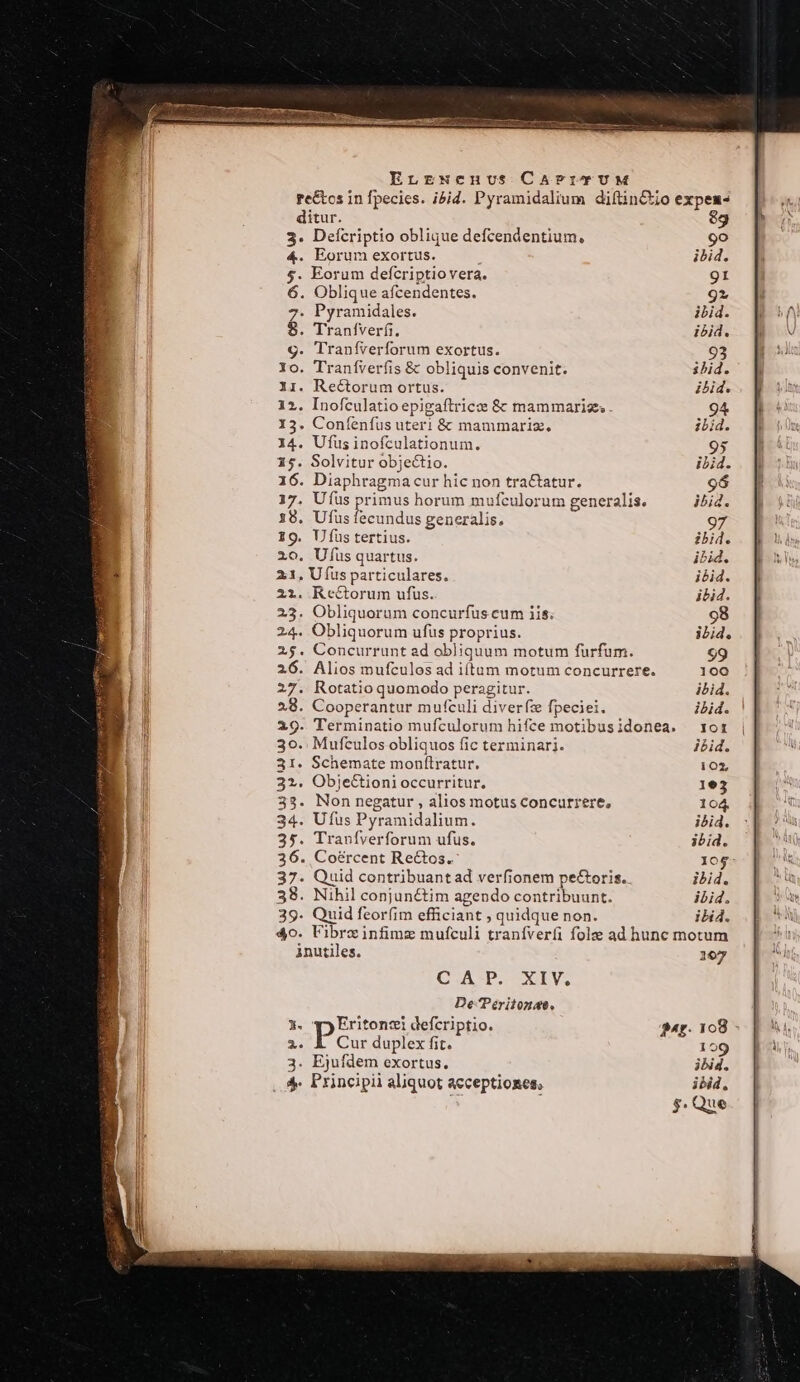 Elenchus Capitum
rectos in ſpecies. ibid. Pyramidalium diſtinctio expen-
ditur. 89
3. Deſcriptio oblique deſcendentium. 90
4. Eorum exortus. ibid.
5. Eorum deſcriptio vera. 91
6. Oblique aſcendentes. 92
7. Pyramidales. ibid.
8. Tranſverſi. ibid.
9. Tranſverſorum exortus. 93
10. Tranſverſis & obliquis convenit. ibid.
11. Rectorum ortus. ibid.
12. Inoſculatio epigaſtricæ & mammariæ. 94
13. Conſenſus uteri & mammariæ. ibid.
14. Uſus inoſculationum. 95
15. Solvitur objectio. ibid.
16. Diaphragma cur hic non tractatur. 96
17. Uſus primus horum muſculorum generalis. ibid.
18. Uſus ſecundus generalis. 97
19. Uſus tertius. ibid.
20. Uſus quartus. ibid.
21. Uſus particulares. ibid.
22. Rectorum uſus. ibid.
23. Obliquorum concurſus cum iis. 98
24. Obliquorum uſus proprius. ibid.
25. Concurrunt ad obliquum motum ſurſum. 99
26. Alios muſculos ad iſtum motum concurrere. 100
27. Rotatio quomodo peragitur. ibid.
28. Cooperantur muſculi diverſæ ſpeciei. ibid.
29. Terminatio muſculorum hiſce motibus idonea. 101
30. Muſculos obliquos ſic terminari. ibid.
31. Schemate monſtratur. 102
32. Objectioni occurritur. 103
33. Non negatur, alios motus concurrere. 104
34. Uſus Pyramidalium. ibid.
35. Tranſverſorum uſus. ibid.
36. Coërcent Rectos. 105
37. Quid contribuant ad verſionem pectoris. ibid.
38. Nihil conjunctim agendo contribuunt. ibid.
39. Quid ſeorſim efficiant, quidque non. ibid.
40. Fibræ infimæ muſculi tranſverſi ſolæ ad hunc motum
inutiles. 107
CAP. XIV.
De Peritonæo.
1. Peritonæi deſcriptio. pag. 108
2. Cur duplex ſit. 109
3. Ejuſdem exortus. ibid.
4. Principii aliquot acceptiones. ibid.
5. Quo